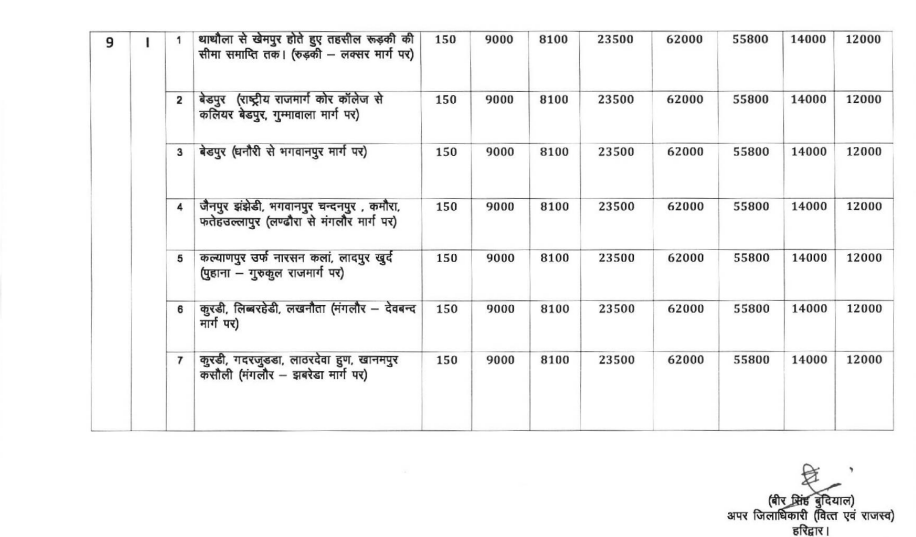 9 I 1 थाथौला से खेमपुर होते हुए तहसील रूड़की की 150 9000 8100 23500 62000 55800 14000 12000
सीमा समाप्ति तक। (रुड़की – लक्सर मार्ग पर)
2 बेडपुर (राष्ट्रीय राजमार्ग कोर कॉलेज से 150 9000 8100 23500 62000 55800 14000 12000
कलियर बेडपुर, गुम्मावाला मार्ग पर)
3 बेडपुर (धनौरी से भगवानपुर मार्ग पर) 150 9000 8100 23500 62000 55800 14000 12000
4 जैनपुर झंझेडी, भगवानपुर चन्दनपुर , कमौरा, 150 9000 8100 23500 62000 55800 14000 12000
फतेहउल्लापुर (लण्ढौरा से मंगलौर मार्ग पर)
5 कल्याणपुर उर्फ नारसन कलां, लादपुर खुर्द 150 9000 8100 23500 62000 55800 14000 12000
(पुहाना – गुरुकुल राजमार्ग पर)
6 कुरडी, लिब्बरहेडी, लखनौता (मंगलौर – देवबन्द 150 9000 8100 23500 62000 55800 14000 12000
मार्ग पर)
7 कुरडी, गदरजुडडा, लाठरदेवा हुण, खानमपुर 150 9000 8100 23500 62000 55800 14000 12000
कसौली (मंगलौर – झबरेडा मार्ग पर)
(बीर सिंह बुदियाल)
अपर जिलाधिकारी (वित्त एवं राजस्व)
हरिद्वार।